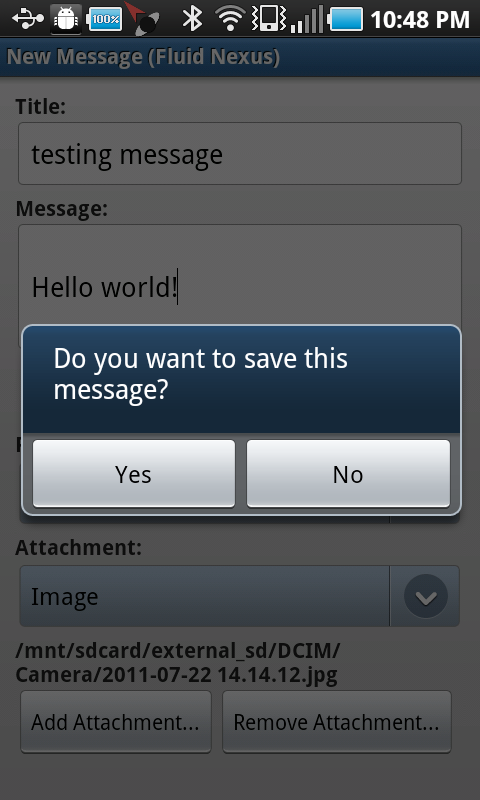 100%
10:48 PM
New Message (Fluid Nexus)
Title:
testing message
Message:
Hello world!
Do you want to save this
message?
Yes
No
Attachment:
Image
/mnt/sdcard/external_sd/DCIM/
Camera/2011-07-22 14.14.12.jpg
Add Attachment...
Remove Attachment...